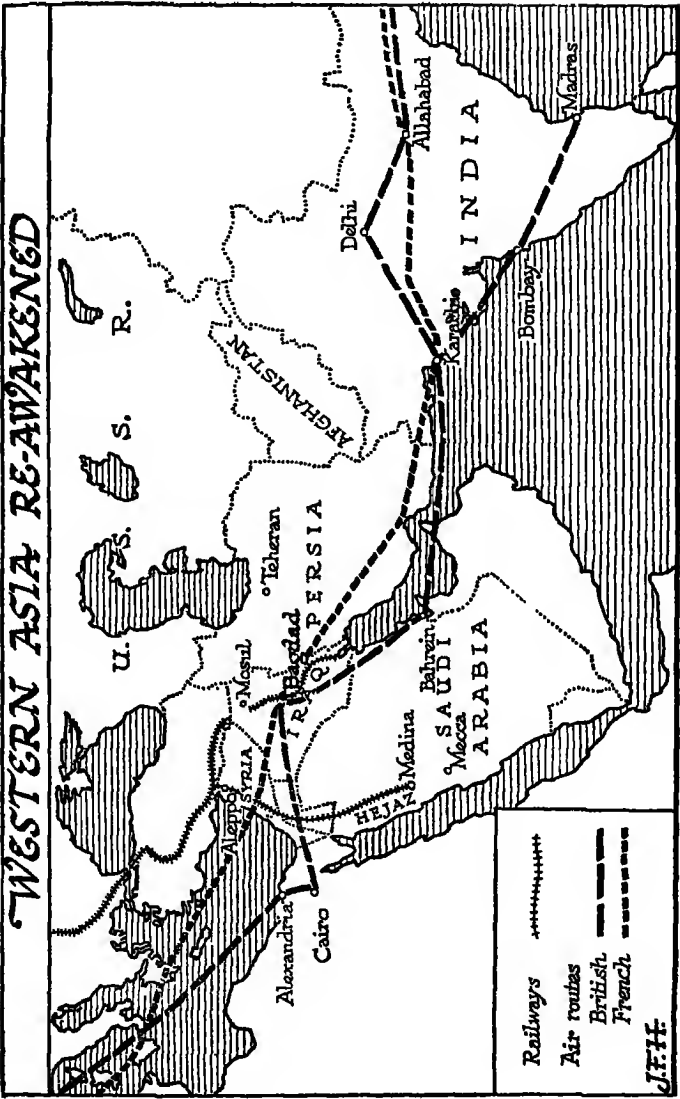 WESTERN ASIA RE-AWAKENED
U. S. S. R.
Teheran
Mosul
Bagdad
PERSIA
IRAQ
AFGHANISTAN
Aleppo
SYRIA
Alexandria
Cairo
HEJAZ
Medina
Mecca
Bahrein
SAUDI
ARABIA
Delhi
Allahabad
Karachi
INDIA
Bombay
Madras
Railways
Air routes
British
French
J.F.H.